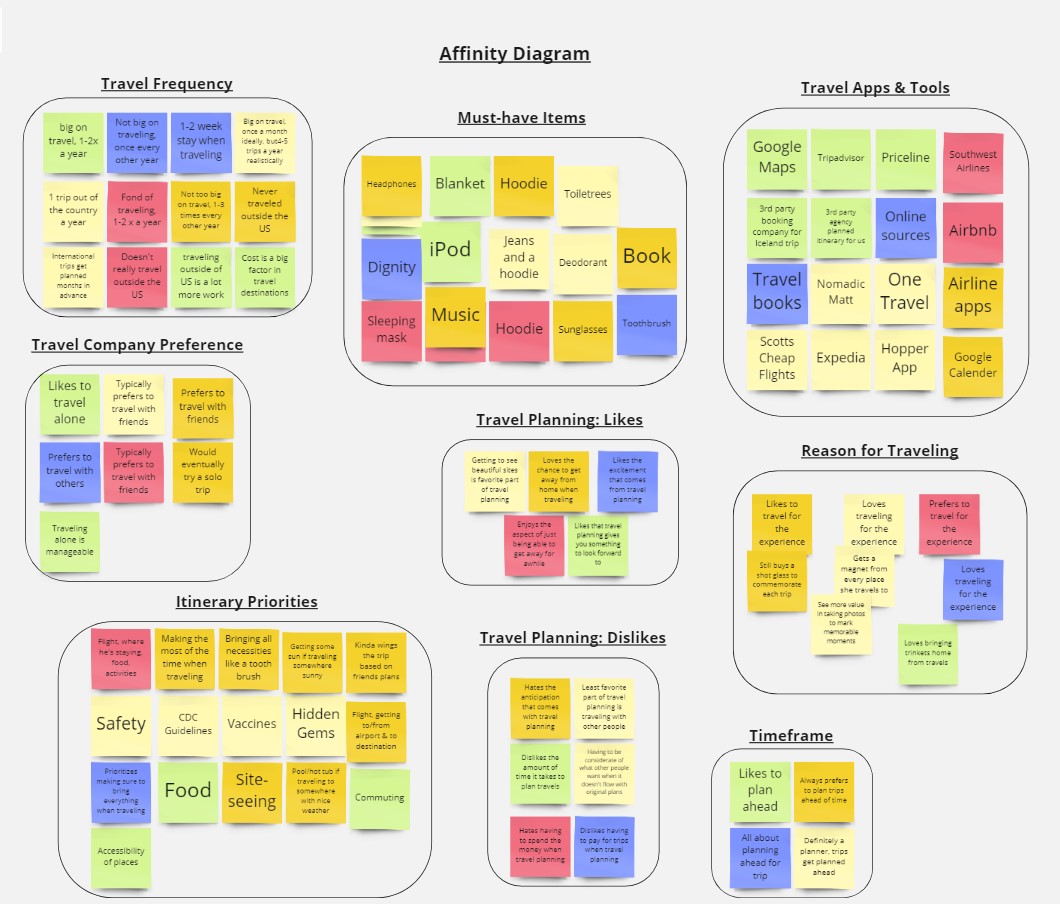 Affinity Diagram
Travel Frequency
big on
travel, 1-2x
a year
Not big on
traveling,
once every
other year
1-2 week
stay when
traveling
Big on travel,
once a month
ideally, but4-5
trips a year
realistically
1 trip out of
the country
a year
Fond of
traveling,
1-2 x a year
Not too big
on travel, 1-3
times every
other year
Never
traveled
outside the
US
International
trips get
planned
months in
advance
Doesn't
really travel
outside the
US
traveling
outside of
US is a lot
more work
Cost is a big
factor in
travel
destinations
Must-have Items
Headphones
Blanket
Hoodie
Toiletrees
Dignity
iPod
Jeans
and a
hoodie
Deodorant
Book
Sleeping
mask
Music
Hoodie
Sunglasses
Toothbrush
Travel Apps & Tools
Google
Maps
Tripadvisor
Priceline
Southwest
Airlines
3rd party
booking
company for
Iceland trip
3rd party
agency
planned
itinerary for us
Online
sources
Airbnb
Travel
books
Nomadic
Matt
One
Travel
Airline
apps
Scotts
Cheap
Flights
Expedia
Hopper
App
Google
Calender
Travel Company Preference
Likes to
travel
alone
Typically
prefers to
travel with
friends
Prefers to
travel with
friends
Prefers to
travel with
others
Typically
prefers to
travel with
friends
Would
eventually
try a solo
trip
Traveling
alone is
manageable
Travel Planning: Likes
Getting to see
beautiful sites
is favorite part
of travel
planning
Loves the
chance to get
away from
home when
traveling
Likes the
excitement
that comes
from travel
planning
Enjoys the
aspect of just
being able to
get away for
awhile
Likes that travel
planning gives
you something
to look forward
to
Reason for Traveling
Likes to
travel for
the
experience
Loves
traveling
for the
experience
Prefers to
travel for
the
experience
Still buys a
shot glass to
commemorate
each trip
Gets a
magnet from
every place
she travels to
Loves
traveling
for the
experience
See more value
in taking photos
to mark
memorable
moments
Loves bringing
trinkets home
from travels
Itinerary Priorities
Flight, where
he's staying,
food,
activities
Making the
most of the
time when
traveling
Bringing all
necessities
like a tooth
brush
Getting some
sun if traveling
somewhere
sunny
Kinda wings
the trip
based on
friends plans
Safety
CDC
Guidelines
Vaccines
Hidden
Gems
Flight, getting
to/from
airport & to
destination
Prioritizes
making sure to
bring
everything
when traveling
Food
Site-
seeing
Pool/hot tub if
traveling to
somewhere
with nice
weather
Commuting
Accessibility
of places
Travel Planning: Dislikes
Hates the
anticipation
that comes
with travel
planning
Least favorite
part of travel
planning is
traveling with
other people
Dislikes the
amount of
time it takes to
plan travels
Having to be
considerate of
what other people
want when it
doesn't flow with
original plans
Hates having
to spend the
money when
travel planning
Dislikes having
to pay for trips
when travel
planning
Timeframe
Likes to
plan
ahead
Always prefers
to plan trips
ahead of time
All about
planning
ahead for
trip
Definitely a
planner, trips
get planned
ahead